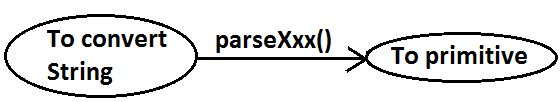 To convert
String
parseXxx()
To primitive